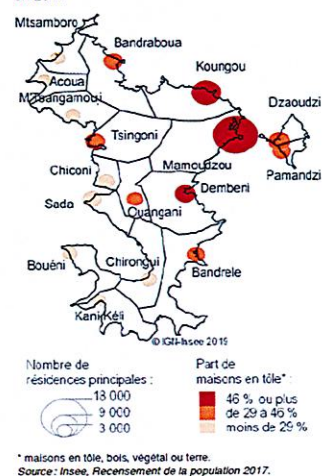 Mtsamboro
Bandraboua
Koungou
Acoua
M'Tsangamouji
Dzaoudzi
Tsingoni
Mamoudzou
Pamandzi
Chiconi
Dembeni
Sada
Ouangani
Chirongui
Bouéni
Bandrele
Kani-Kéli
© IGN-Insee 2019
Nombre de
résidences principales :
13 000
9 000
3 000
Part de
maisons en tôle* :
46 % ou plus
de 29 à 46 %
moins de 29 %
* maisons en tôle, bois, végétal ou terre.
Source : Insee, Recensement de la population 2017.